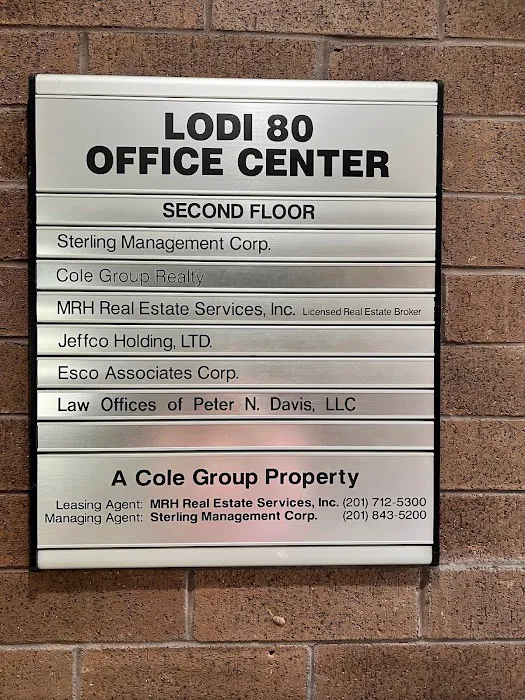 LODI 80
OFFICE CENTER
SECOND FLOOR
Sterling Management Corp.
Cole Group Realty
MRH Real Estate Services, Inc. Licensed Real Estate Broker
Jeffco Holding, LTD.
Esco Associates Corp.
Law Offices of Peter N. Davis, LLC
A Cole Group Property
Leasing Agent: MRH Real Estate Services, Inc. (201) 712-5300
Managing Agent: Sterling Management Corp. (201) 843-5200